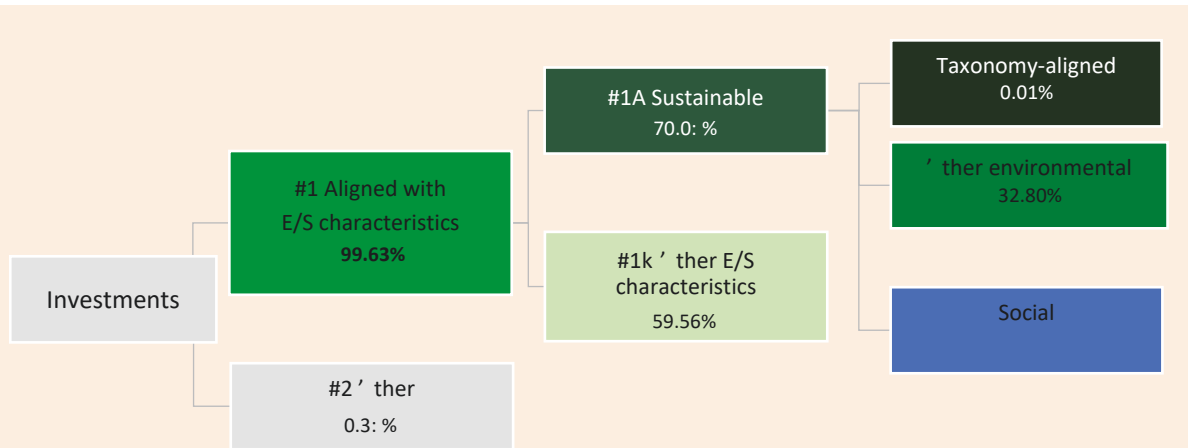 Investments
#1 Aligned with
E/S characteristics
99.63%
#2 ’ ther
0.3: %
#1A Sustainable
70.0: %
#1k ’ ther E/S
characteristics
59.56%
Taxonomy-aligned
0.01%
’ ther environmental
32.80%
Social